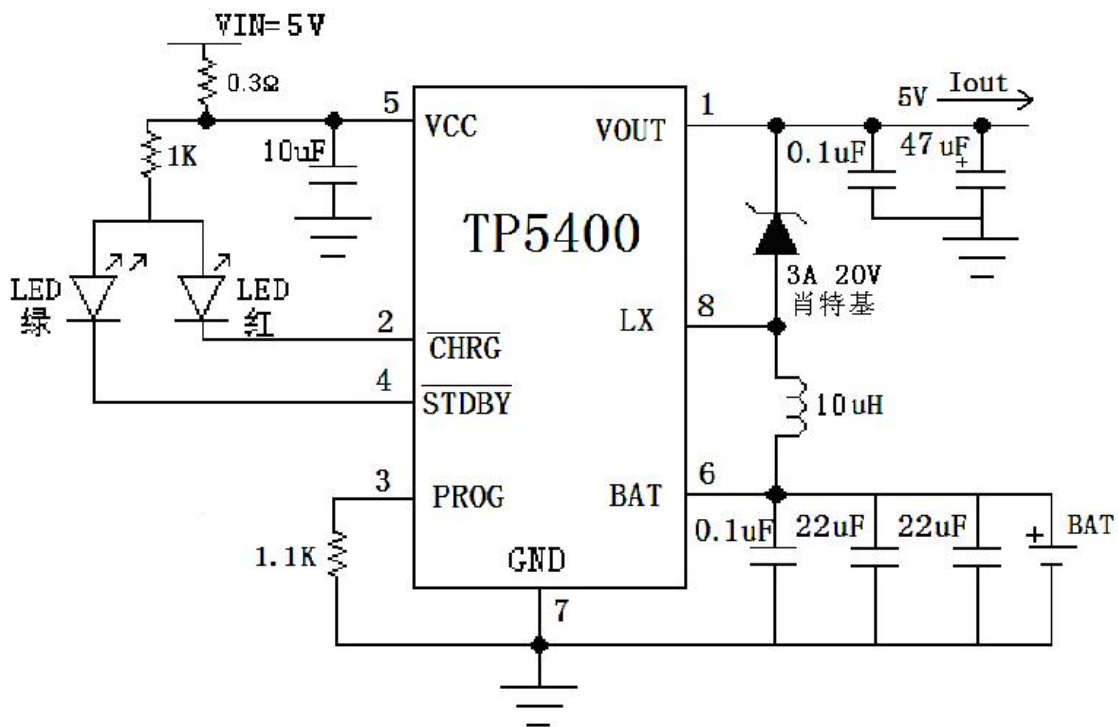 VIN=5V
0.3Ω
1K
10uF
5
VCC
VOUT
1
5V
Iout
0.1uF
47uF
+
TP5400
3A 20V
肖特基
LED
绿
LED
红
2
CHRG
LX
8
4
STDBY
10uH
3
PROG
BAT
6
1.1K
0.1uF
22uF
22uF
+
BAT
GND
7